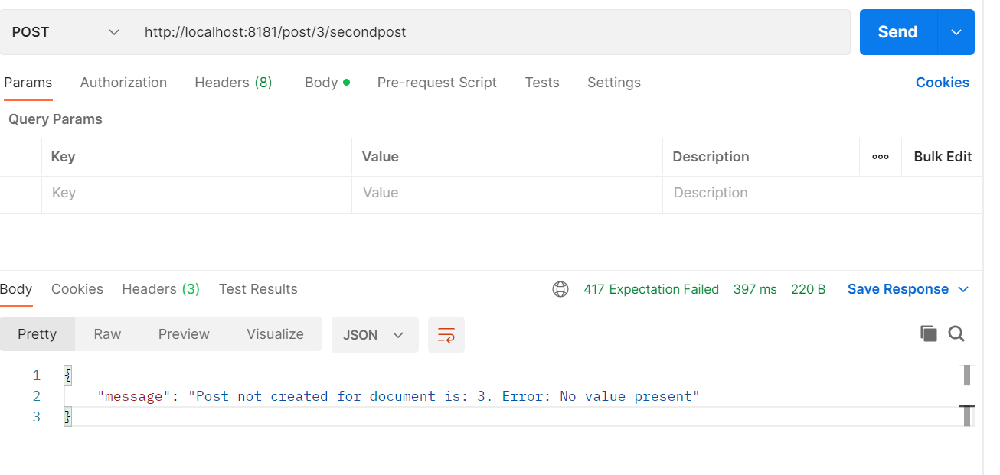 POST http://localhost:8181/post/3/secondpost Send
Params Authorization Headers (8) Body Pre-request Script Tests Settings Cookies
Query Params
Key Value Description ooo Bulk Edit
Key Value Description
Body Cookies Headers (3) Test Results 417 Expectation Failed 397 ms 220 B Save Response
Pretty Raw Preview Visualize JSON
1 {
2 "message": "Post not created for document is: 3. Error: No value present"
3 }